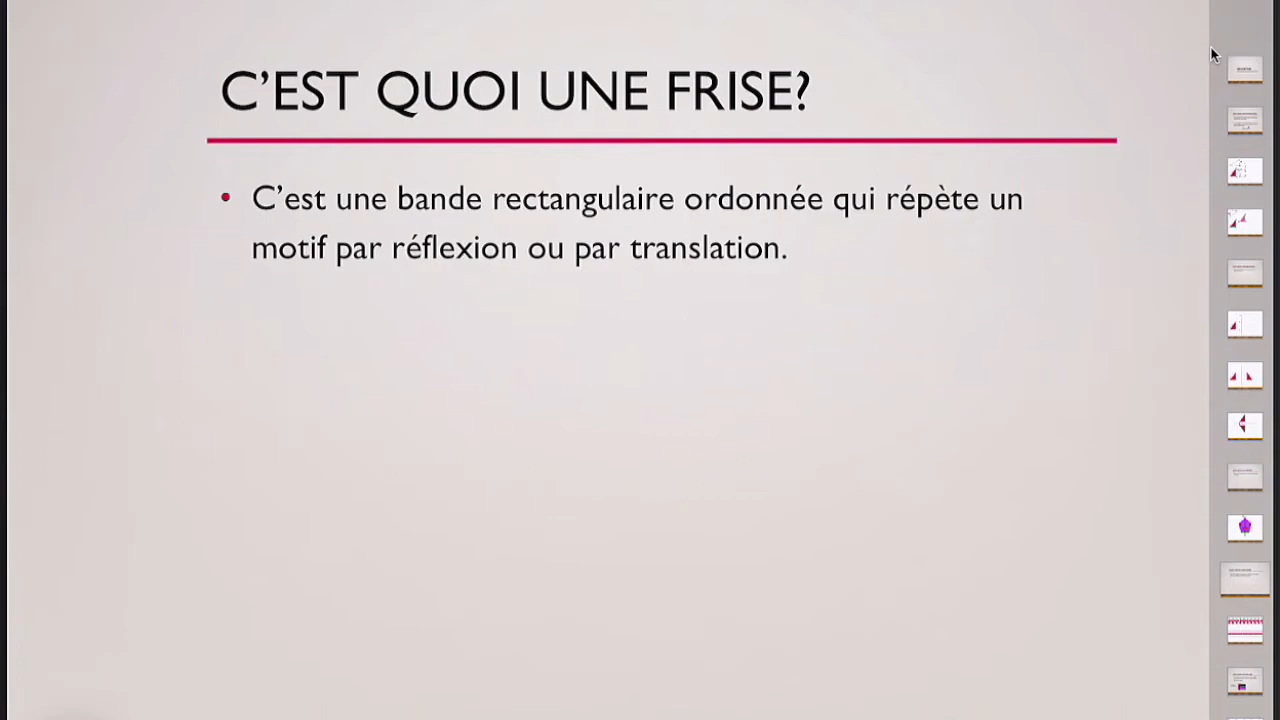 C'EST QUOI UNE FRISE?
• C'est une bande rectangulaire ordonnée qui répète un
motif par réflexion ou par translation.